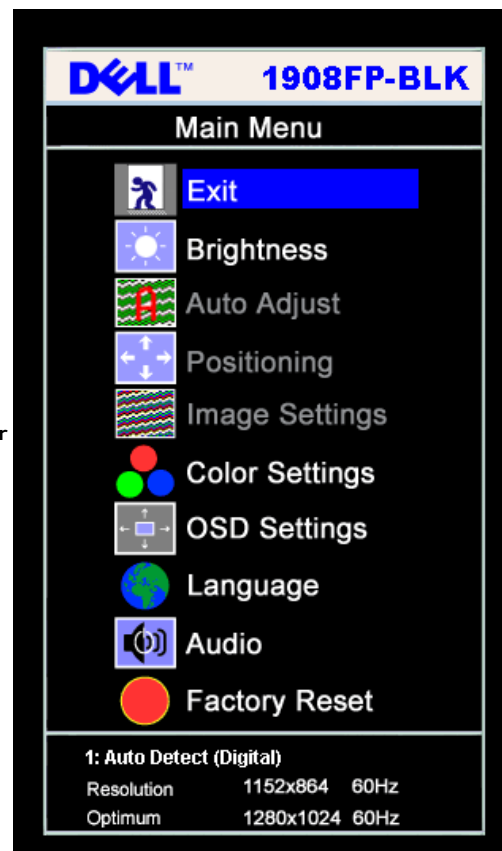 DELL™ 1908FP-BLK
Main Menu
Exit
Brightness
Auto Adjust
Positioning
Image Settings
r
Color Settings
OSD Settings
Language
Audio
Factory Reset
1: Auto Detect (Digital)
Resolution 1152x864 60Hz
Optimum 1280x1024 60Hz